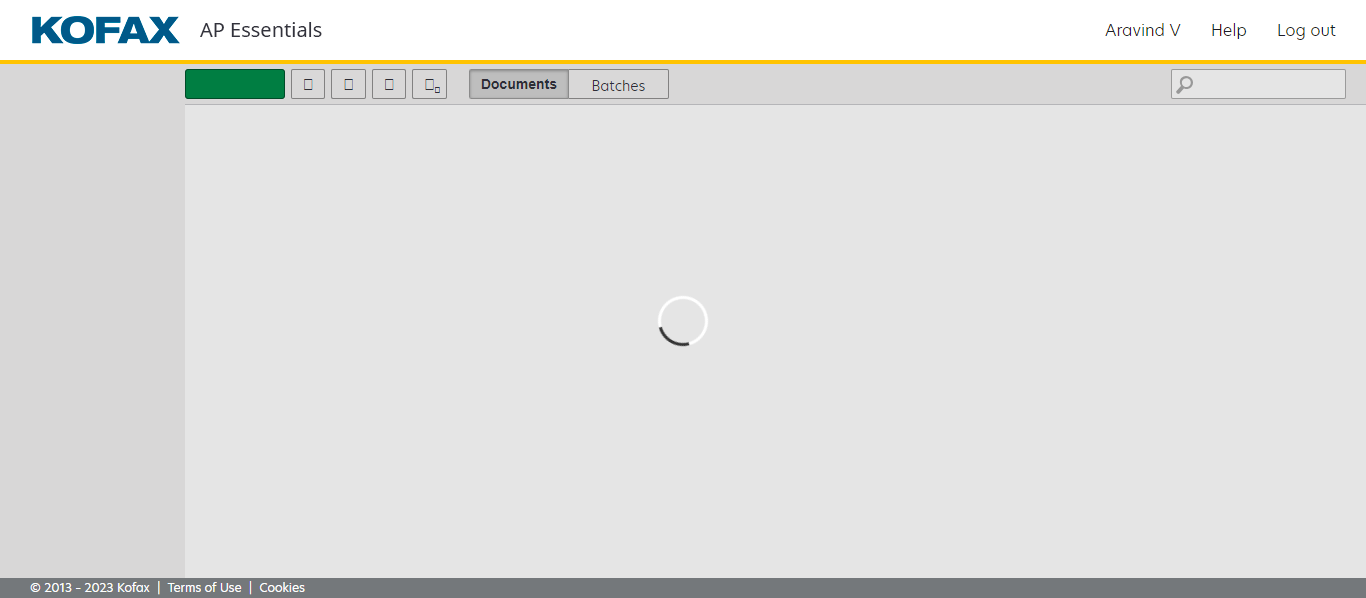 KOFAX AP Essentials Aravind V Help Log out
Documents Batches
© 2013 - 2023 Kofax | Terms of Use | Cookies